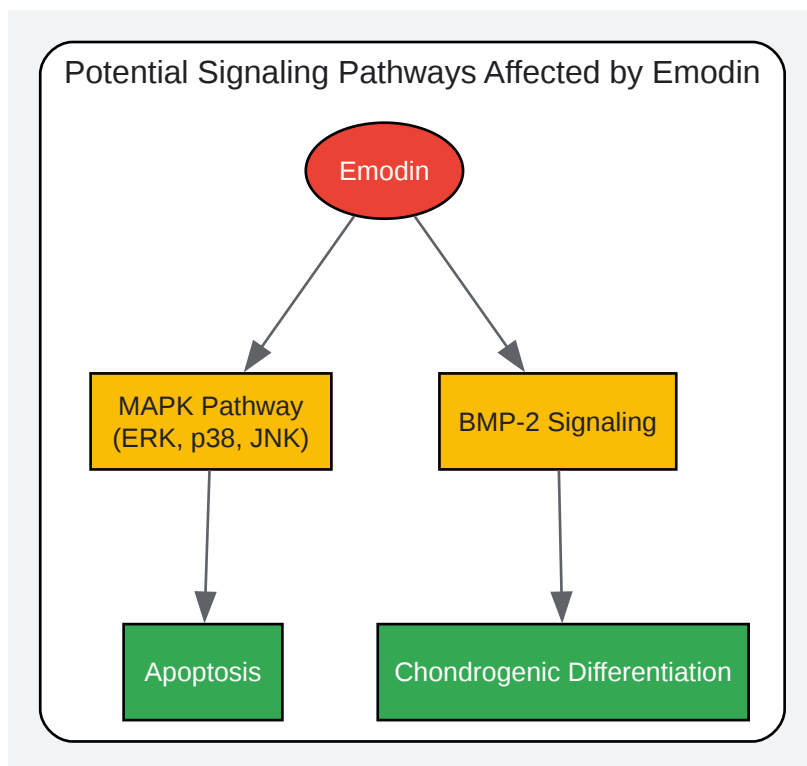 Potential Signaling Pathways Affected by Emodin
Emodin
MAPK Pathway
(ERK, p38, JNK)
BMP-2 Signaling
Apoptosis
Chondrogenic Differentiation